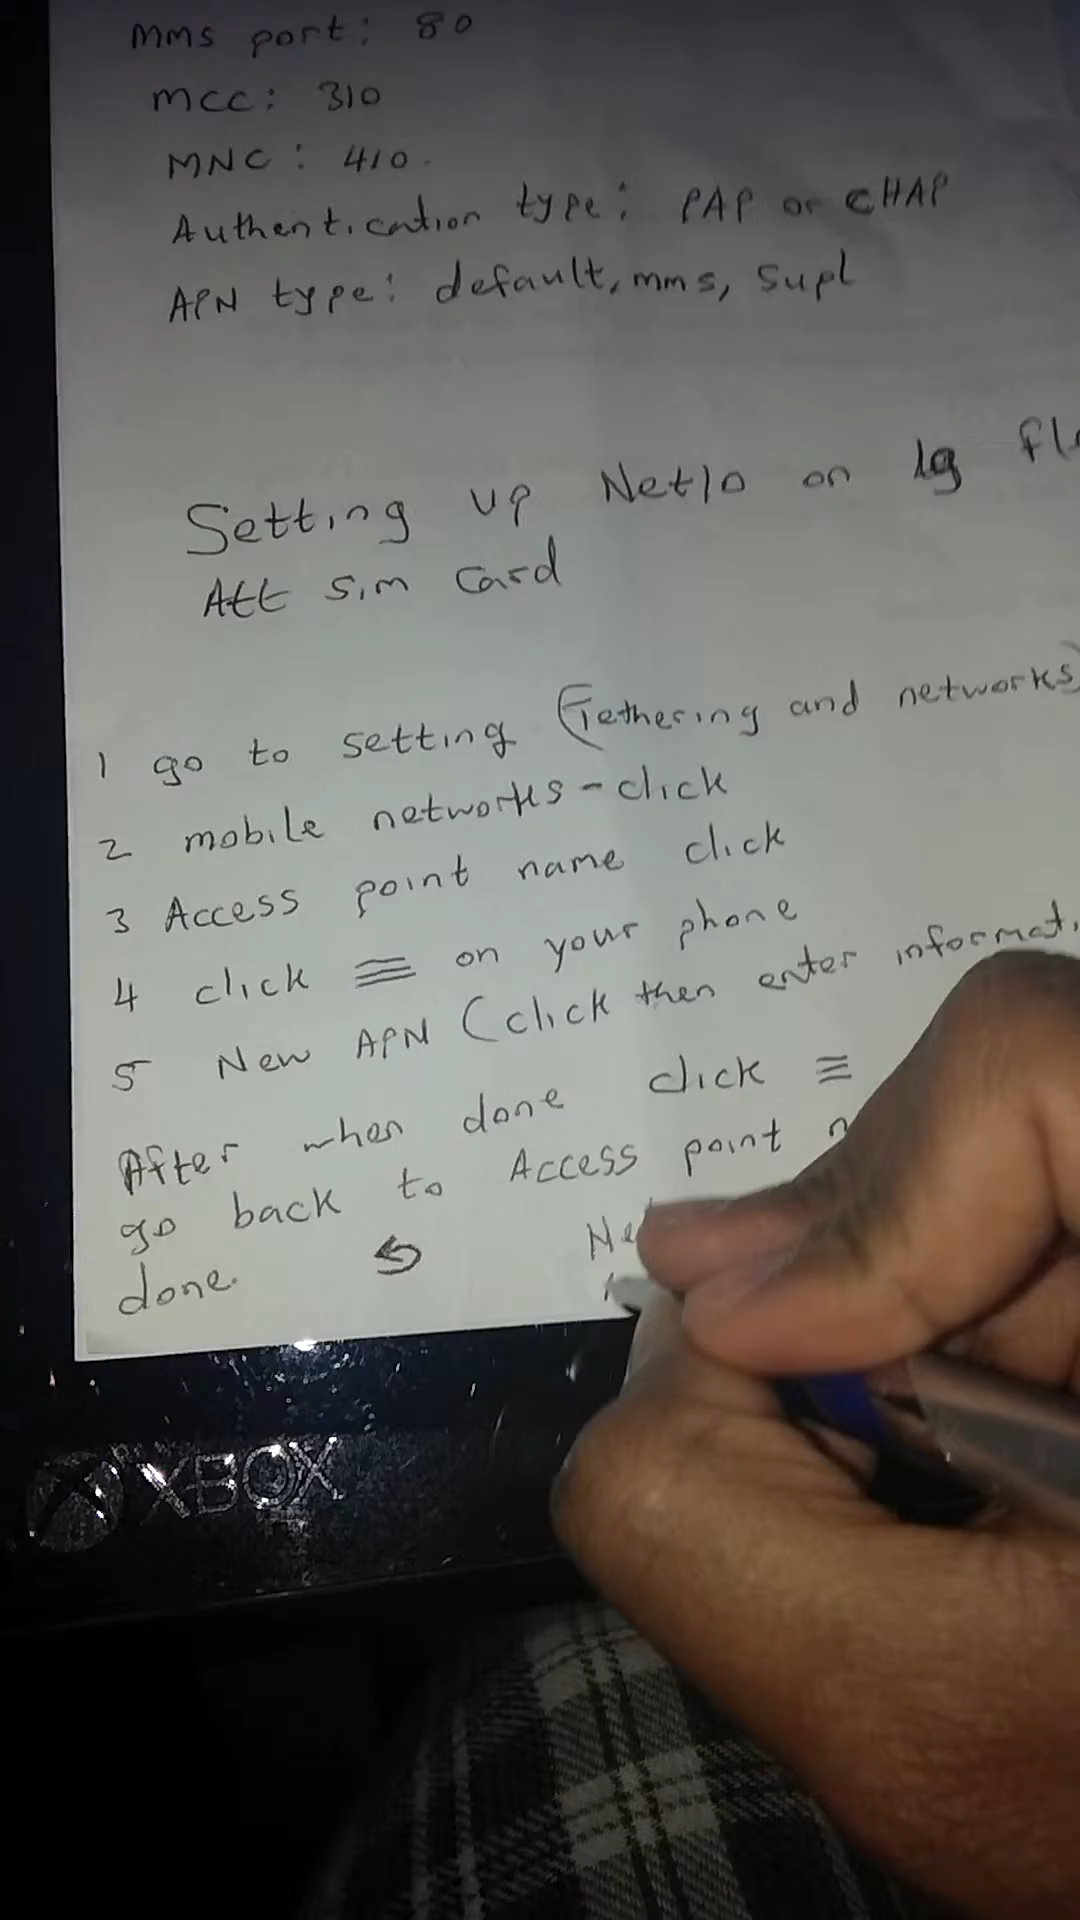 mms port: 80
mcc: 310
MNC: 410.
Authentication type: PAP or CHAP
APN type: default, mms, Supl
Setting up Net10 on lg
Att sim card
1 go to setting (Tethering and networks)
2 mobile networks - click
3 Access point name click
4 click ≡ on your phone
5 New APN (click then enter
After when done click ≡
go back to Access point
done.
XBOX